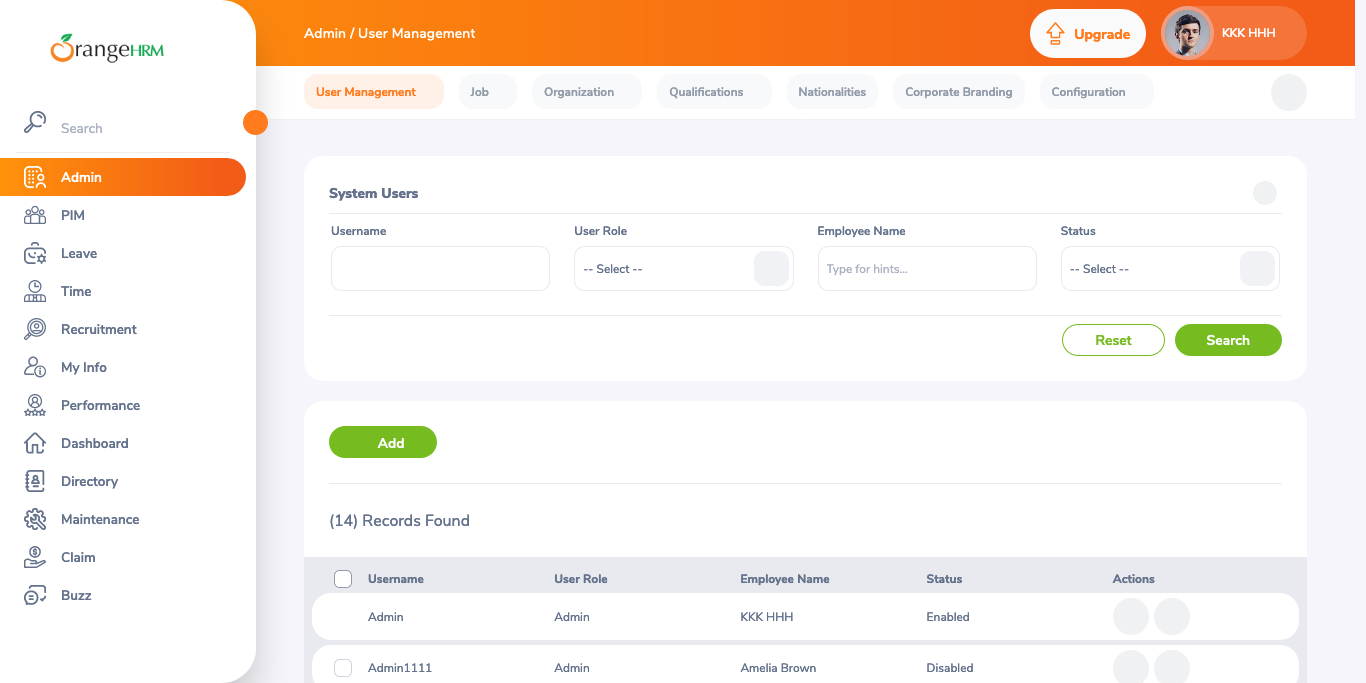 OrangeHRM
Search
Admin
PIM
Leave
Time
Recruitment
My Info
Performance
Dashboard
Directory
Maintenance
Claim
Buzz
Admin / User Management
Upgrade
KKK HHH
User Management
Job
Organization
Qualifications
Nationalities
Corporate Branding
Configuration
System Users
Username
User Role
Employee Name
Status
-- Select --
Type for hints...
-- Select --
Reset
Search
Add
(14) Records Found
Username User Role Employee Name Status Actions
Admin Admin KKK HHH Enabled
Admin1111 Admin Amelia Brown Disabled